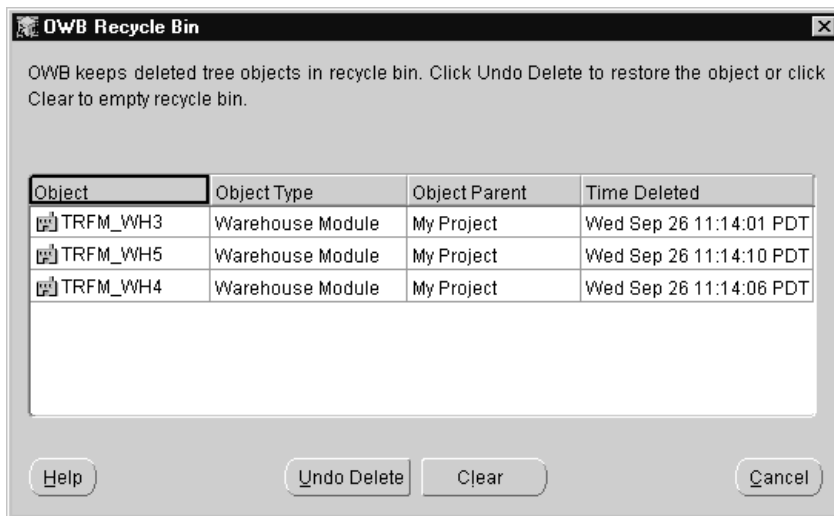 OWB Recycle Bin
OWB keeps deleted tree objects in recycle bin. Click Undo Delete to restore the object or click
Clear to empty recycle bin.
Object Object Type Object Parent Time Deleted
TRFM_WH3 Warehouse Module My Project Wed Sep 26 11:14:01 PDT
TRFM_WH5 Warehouse Module My Project Wed Sep 26 11:14:10 PDT
TRFM_WH4 Warehouse Module My Project Wed Sep 26 11:14:06 PDT
Help Undo Delete Clear Cancel